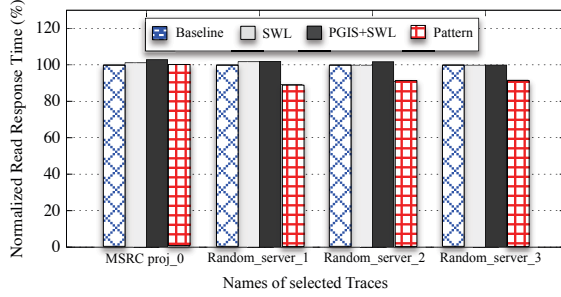 Normalized Read Response Time (%)
120
100
80
60
40
20
0
Baseline SWL PGIS+SWL Pattern
MSRC proj_0 Random_server_1 Random_server_2 Random_server_3
Names of selected Traces